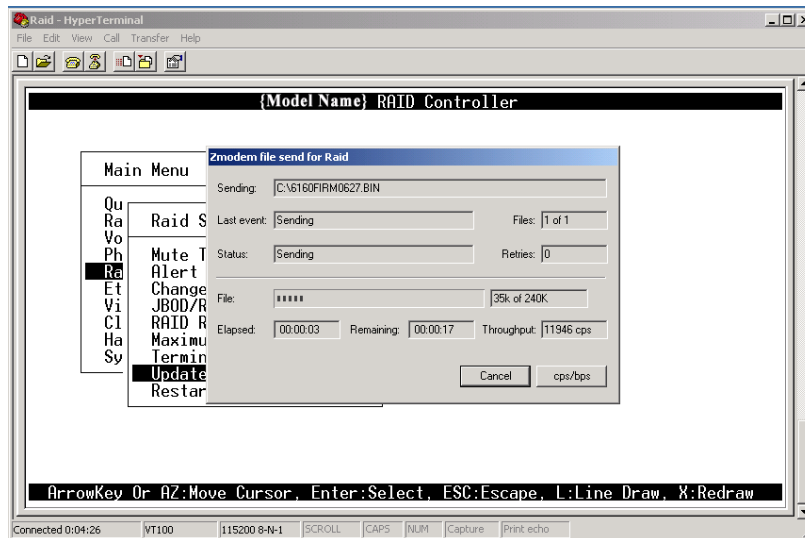 Raid - HyperTerminal
File Edit View Call Transfer Help
{Model Name} RAID Controller
Main Menu
Qu
Ra
Vo
Ph
Ra
Et
Vi
Cl
Ha
Sy
Raid S
Mute T
Alert
Change
JBOD/R
RAID R
Maximu
Termin
Update
Restar
Zmodem file send for Raid
Sending: C:\6160FIRM0627.BIN
Last event: Sending Files: 1 of 1
Status: Sending Retries: 0
File: 35k of 240K
Elapsed: 00:00:03 Remaining: 00:00:17 Throughput: 11946 cps
Cancel cps/bps
ArrowKey Or AZ:Move Cursor, Enter:Select, ESC:Escape, L:Line Draw, X:Redraw
Connected 0:04:26 VT100 115200 8-N-1 SCROLL CAPS NUM Capture Print echo